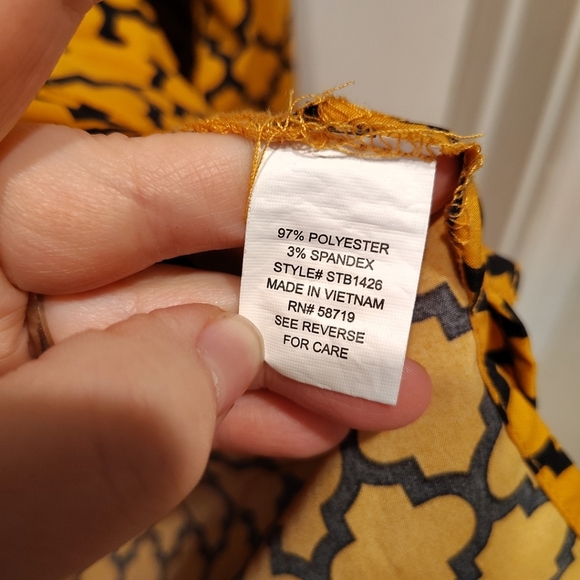 97% POLYESTER
3% SPANDEX
STYLE# STB1426
MADE IN VIETNAM
RN# 58719
SEE REVERSE
FOR CARE